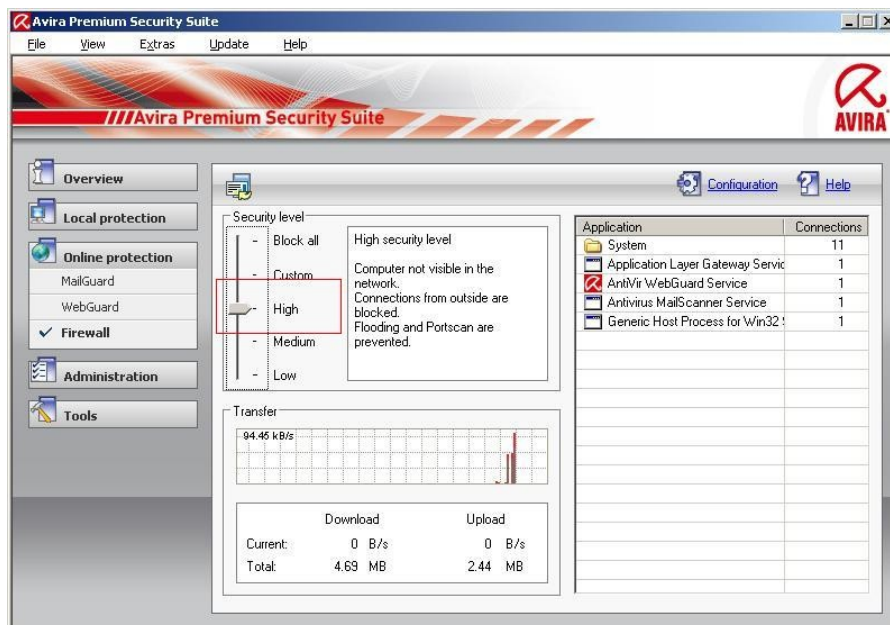 Avira Premium Security Suite
File View Extras Update Help
////Avira Premium Security Suite
AVIRA
Overview
Local protection
Online protection
MailGuard
WebGuard
Firewall
Administration
Tools
Configuration Help
Security level
Block all
Custom
High
Medium
Low
High security level
Computer not visible in the
network.
Connections from outside are
blocked.
Flooding and Portscan are
prevented.
Transfer
94.45 kB/s
Download Upload
Current: 0 B/s 0 B/s
Total: 4.69 MB 2.44 MB
Application Connections
System 11
Application Layer Gateway Servic 1
AntiVir WebGuard Service 1
Antivirus MailScanner Service 1
Generic Host Process for Win32 1